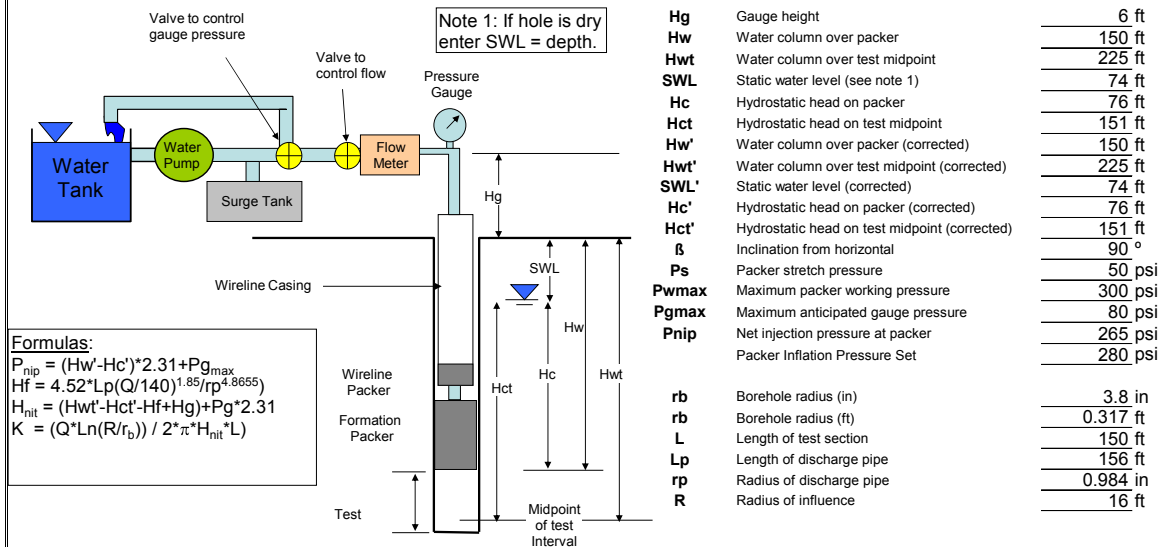 Valve to control
gauge pressure
Note 1: If hole is dry
enter SWL = depth.
Valve to
control flow
Pressure
Gauge
Water
Pump
Flow
Meter
Water
Tank
Surge Tank
Hg
SWL
Wireline Casing
Hw
Hct
Hc
Hwt
Wireline
Packer
Formation
Packer
Test
Midpoint
of test
Interval
Formulas:
P_nip = (Hw'-Hc')*2.31+Pg_max
Hf = 4.52*Lp(Q/140)^1.85/rp^4.8655)
H_nit = (Hwt'-Hct'-Hf+Hg)+Pg*2.31
K = (Q*Ln(R/r_b)) / 2*π*H_nit*L)
Hg Gauge height 6 ft
Hw Water column over packer 150 ft
Hwt Water column over test midpoint 225 ft
SWL Static water level (see note 1) 74 ft
Hc Hydrostatic head on packer 76 ft
Hct Hydrostatic head on test midpoint 151 ft
Hw' Water column over packer (corrected) 150 ft
Hwt' Water column over test midpoint (corrected) 225 ft
SWL' Static water level (corrected) 74 ft
Hc' Hydrostatic head on packer (corrected) 76 ft
Hct' Hydrostatic head on test midpoint (corrected) 151 ft
ß Inclination from horizontal 90 º
Ps Packer stretch pressure 50 psi
Pwmax Maximum packer working pressure 300 psi
Pgmax Maximum anticipated gauge pressure 80 psi
Pnip Net injection pressure at packer 265 psi
Packer Inflation Pressure Set 280 psi
rb Borehole radius (in) 3.8 in
rb Borehole radius (ft) 0.317 ft
L Length of test section 150 ft
Lp Length of discharge pipe 156 ft
rp Radius of discharge pipe 0.984 in
R Radius of influence 16 ft